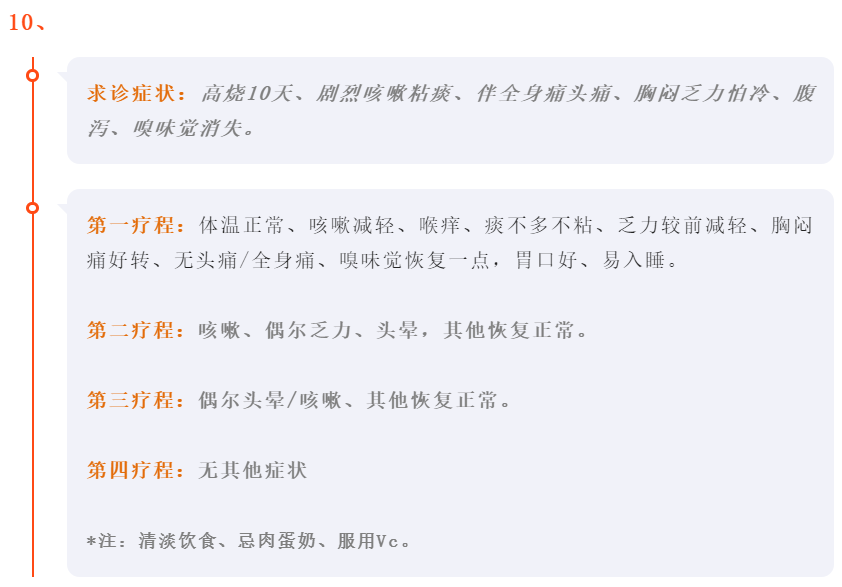 10、
求诊症状：高烧10天、剧烈咳嗽粘痰、伴全身痛头痛、胸闷乏力怕冷、腹
泻、嗅味觉消失。
第一疗程：体温正常、咳嗽减轻、喉痒、痰不多不粘、乏力较前减轻、胸闷
痛好转、无头痛/全身痛、嗅味觉恢复一点，胃口好、易入睡。
第二疗程：咳嗽、偶尔乏力、头晕，其他恢复正常。
第三疗程：偶尔头晕/咳嗽、其他恢复正常。
第四疗程：无其他症状
*注：清淡饮食、忌肉蛋奶、服用Vc。